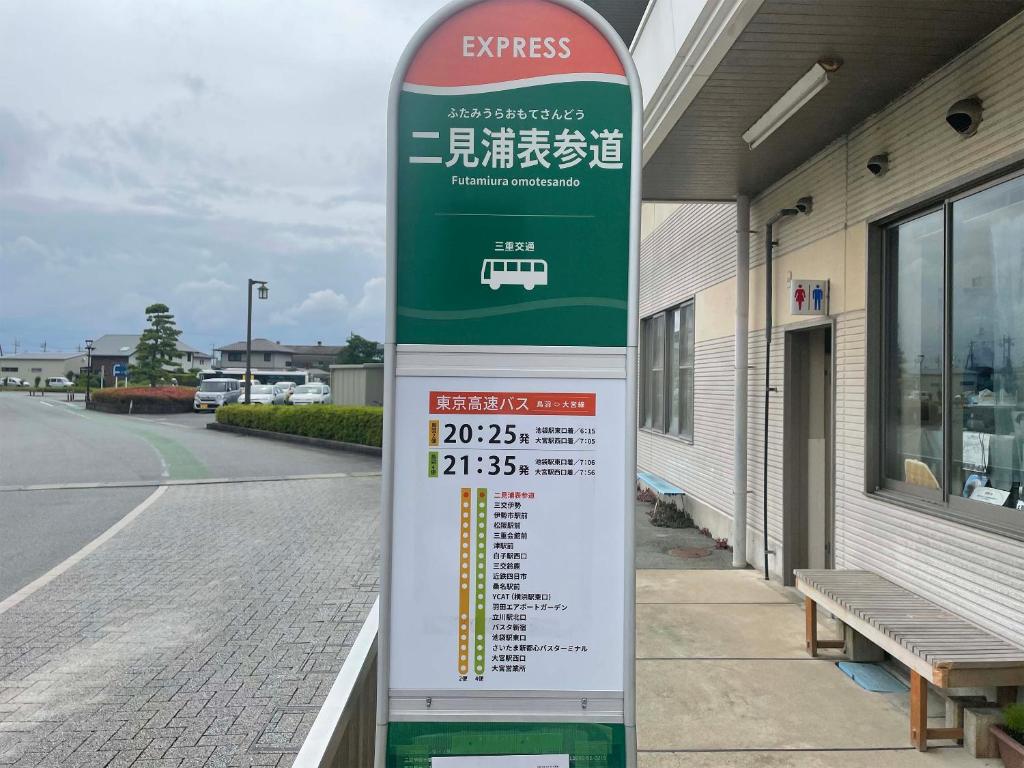 EXPRESS
ふたみうらおもてさんどう
二見浦表参道
Futamiura omotesando
三重交通
東京高速バス 鳥羽⇔大宮線
20:25発 池袋駅東口着/6:15
大宮駅西口着/7:05
21:35発 池袋駅東口着/7:06
大宮駅西口着/7:56
二見浦表参道
三交伊勢
伊勢市駅前
松阪駅前
三重会館前
津駅前
白子駅西口
三交鈴鹿
近鉄四日市
桑名駅前
YCAT(横浜駅東口)
羽田エアポートガーデン
立川駅北口
バスタ新宿
池袋駅東口
さいたま新都心バスターミナル
大宮駅西口
大宮営業所
2便 4便